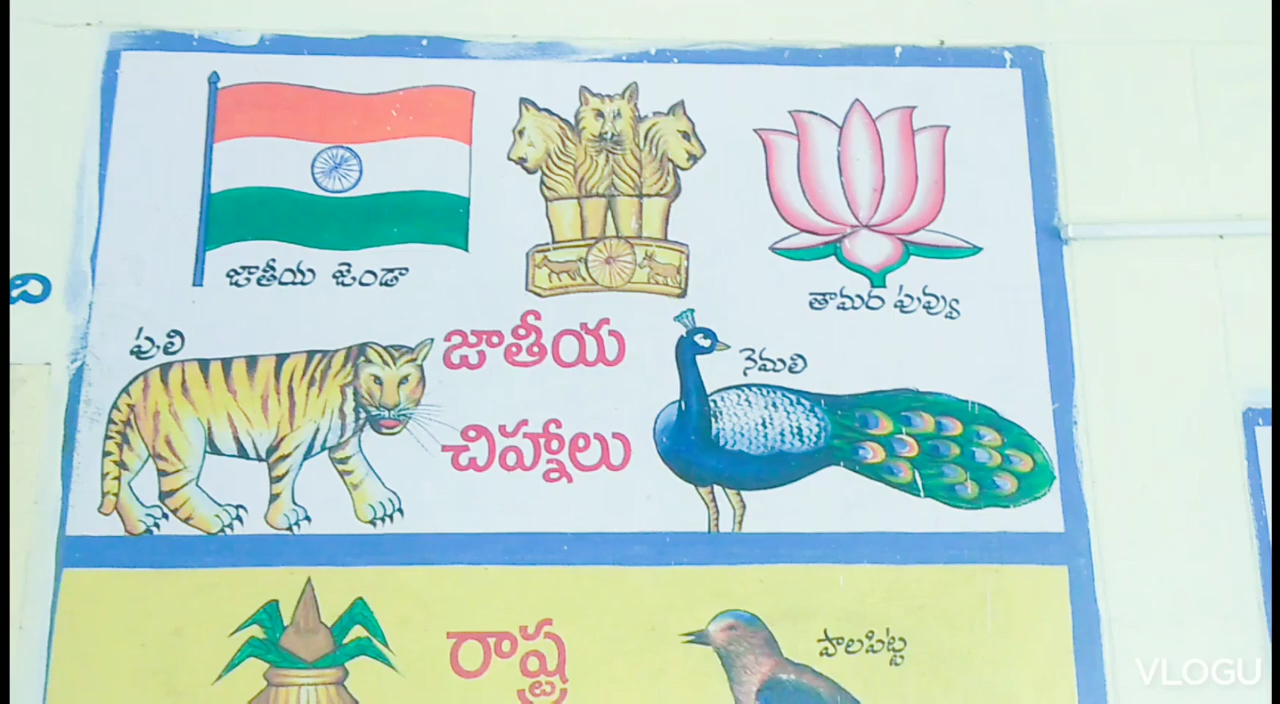 జాతీయ జెండా
తామర పువ్వు
ది
పులి
జాతీయ
నెమలి
చిహ్నాలు
రాష్ట్ర
పాలపిట్ట
VLOGU